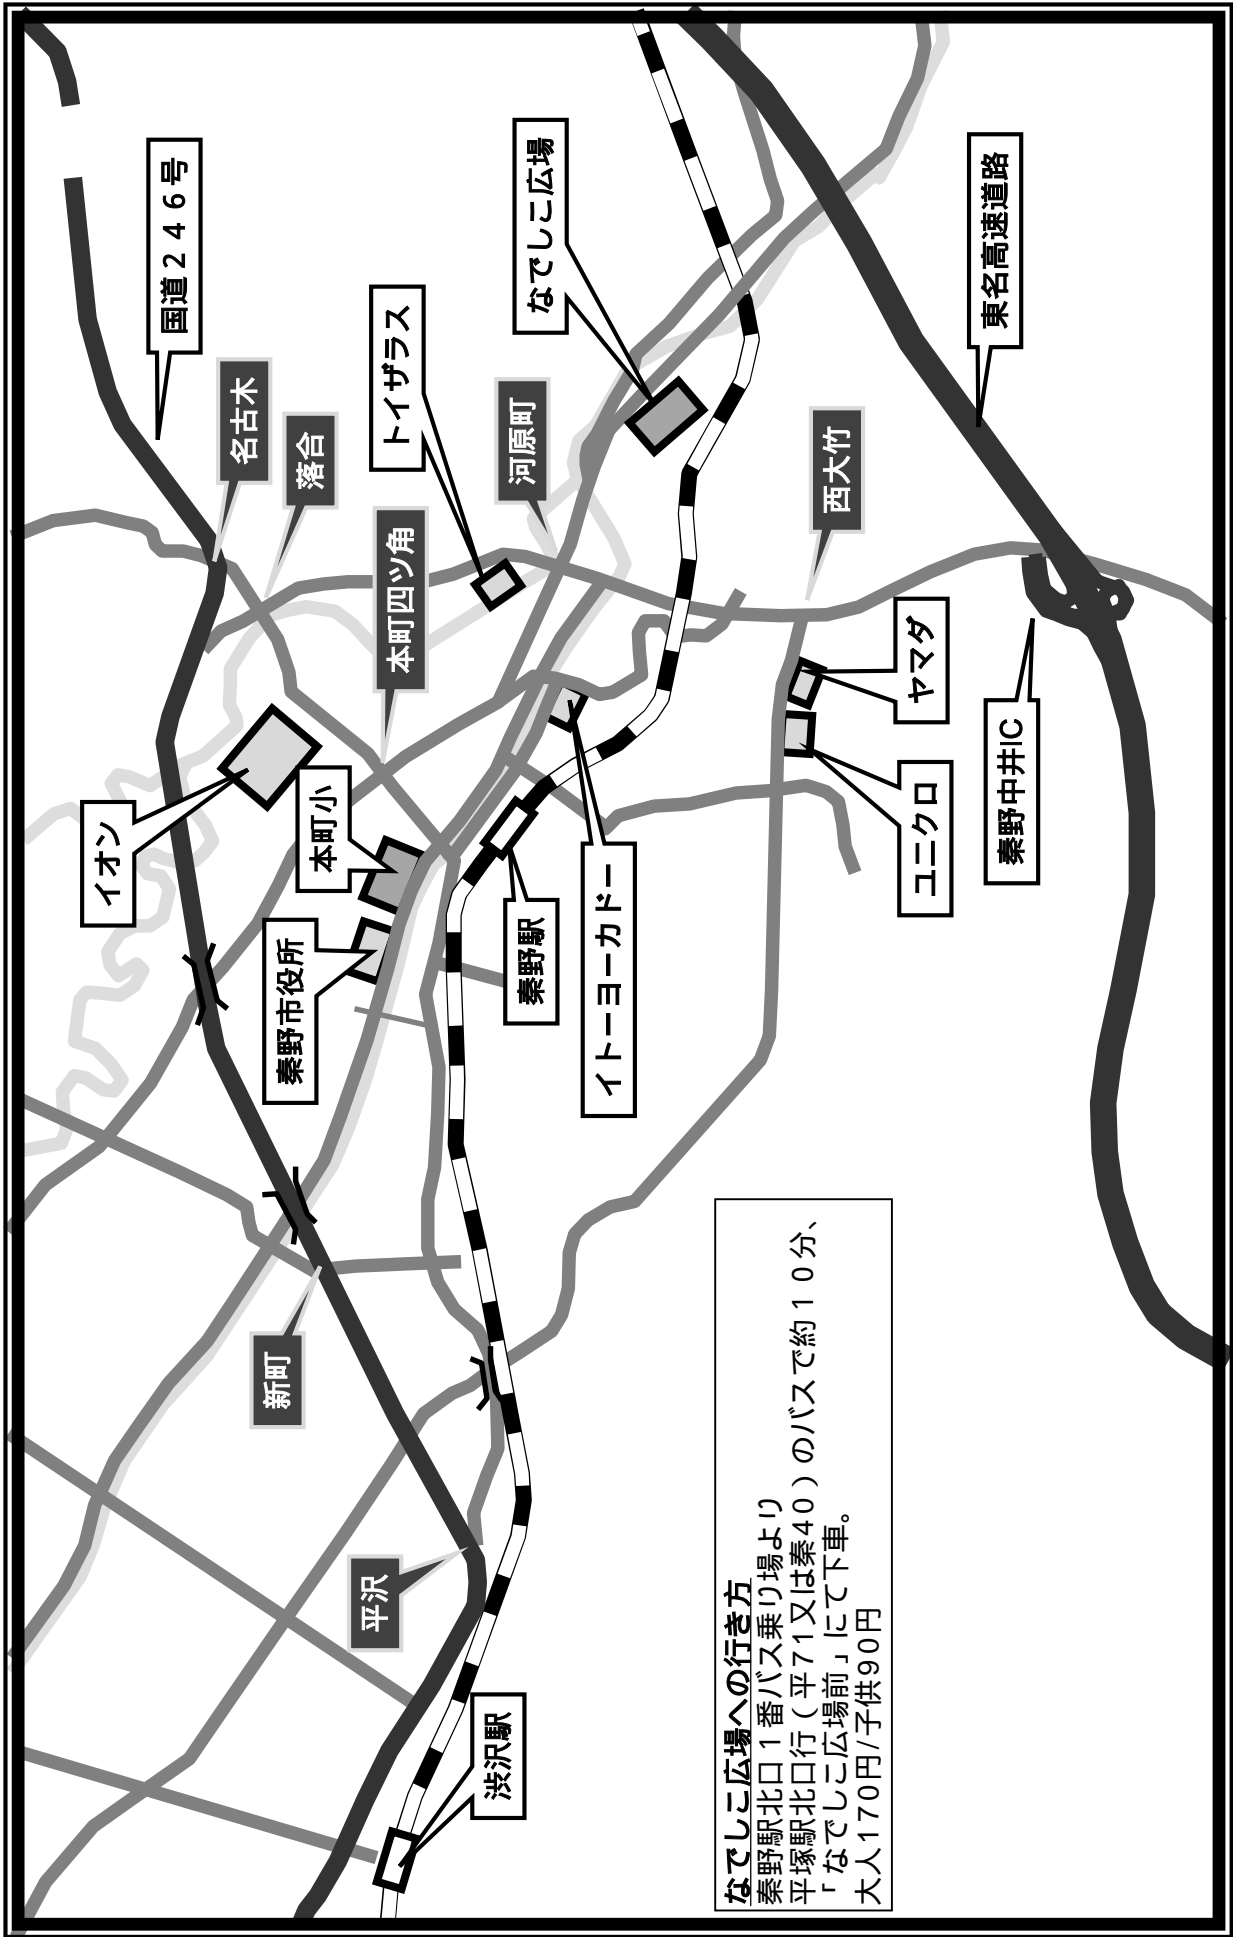 国道２４６号
名古木
落合
トイザラス
なでしこ広場
河原町
本町四ツ角
東名高速道路
西大竹
イオン
本町小
ヤマダ
ユニクロ
秦野中井IC
秦野市役所
秦野駅
イトーヨーカドー
新町
平沢
渋沢駅
なでしこ広場への行き方
秦野駅北口１番バス乗り場より
平塚駅北口行（平71又は秦40）のバスで約１０分、
「なでしこ広場前」にて下車。
大人170円/子供90円